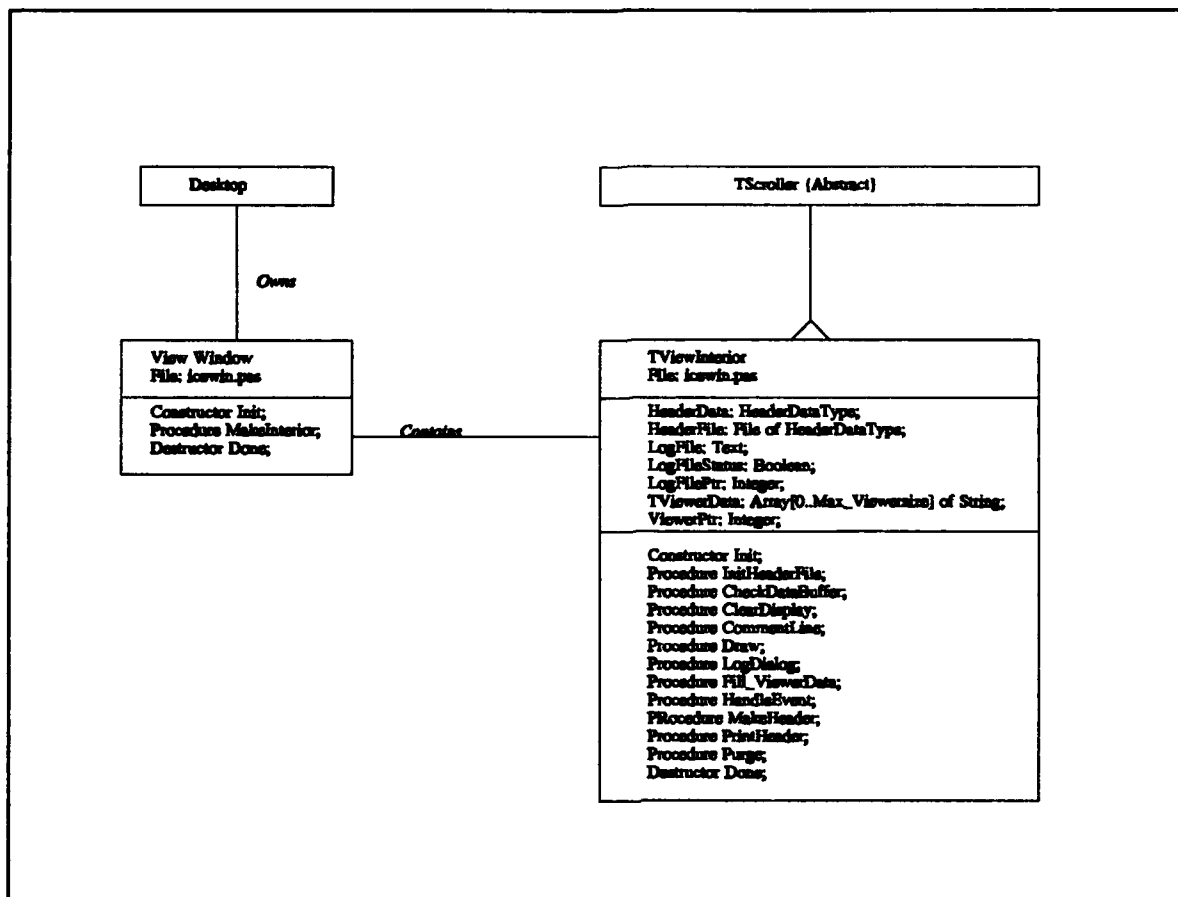 Desktop
TScroller {Abstract}
Owns
View Window
File: icewin.pas
Constructor Init;
Procedure MakeInterior;
Destructor Done;
Contains
TViewInterior
File: icewin.pas
HeaderData: HeaderDataType;
HeaderFile: File of HeaderDataType;
LogFile: Text;
LogFileStatus: Boolean;
LogFilePtr: Integer;
TViewerData: Array[0..Max_Viewersize] of String;
ViewerPtr: Integer;
Constructor Init;
Procedure InitHeaderFile;
Procedure CheckDataBuffer;
Procedure ClearDisplay;
Procedure CommentLine;
Procedure Draw;
Procedure LogDialog;
Procedure Fill_ViewerData;
Procedure HandleEvent;
PRocedure MakeHeader;
Procedure PrintHeader;
Procedure Purge;
Destructor Done;